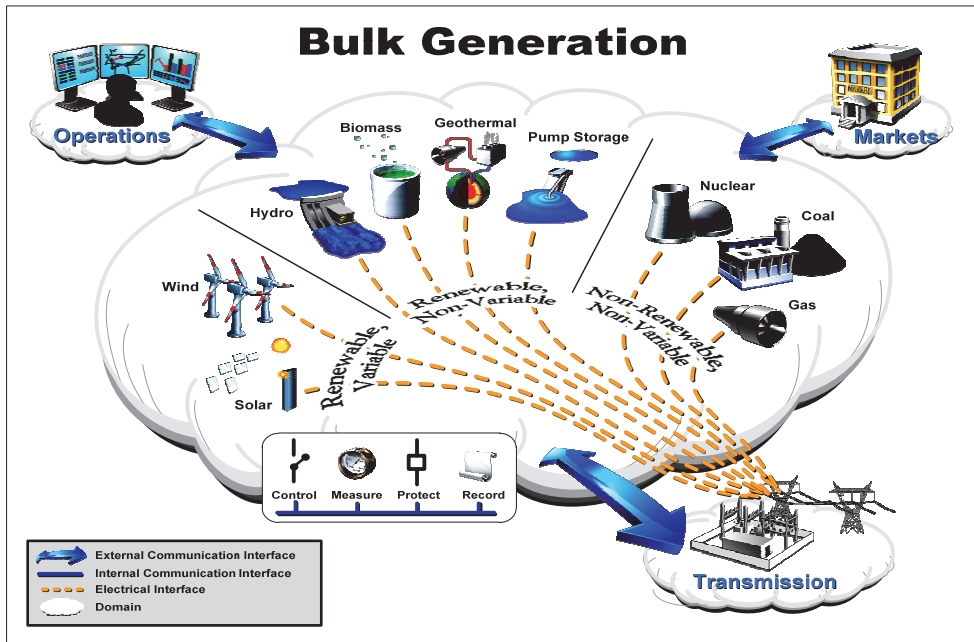 Bulk Generation
Operations
Markets
Biomass
Geothermal
Pump Storage
Hydro
Nuclear
Coal
Wind
Gas
Solar
Renewable,
Variable
Renewable,
Non-Variable
Non-Renewable,
Non-Variable
Control
Measure
Protect
Record
External Communication Interface
Internal Communication Interface
Electrical Interface
Domain
Transmission